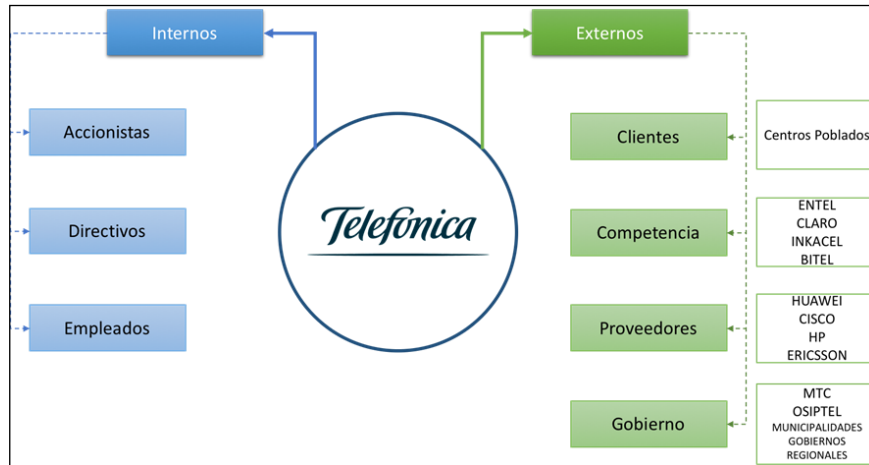 Internos
Externos
Accionistas
Directivos
Empleados
Telefónica
Clientes
Centros Poblados
Competencia
ENTEL
CLARO
INKACEL
BITEL
Proveedores
HUAWEI
CISCO
HP
ERICSSON
Gobierno
MTC
OSIPTEL
MUNICIPALIDADES
GOBIERNOS
REGIONALES